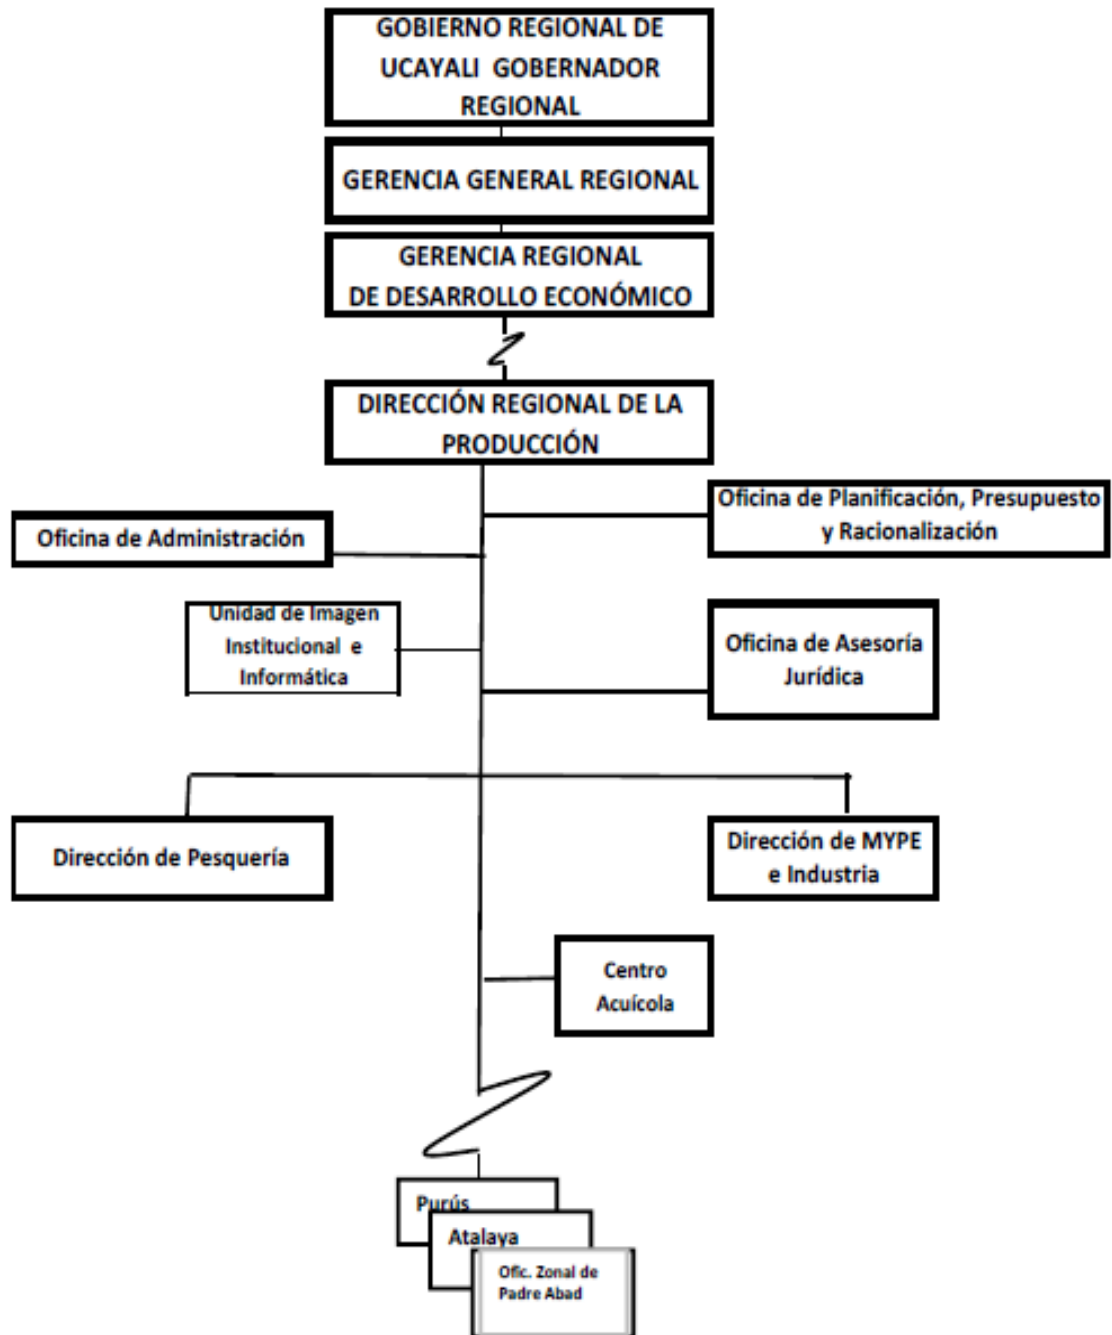 GOBIERNO REGIONAL DE
UCAYALI GOBERNADOR
REGIONAL
GERENCIA GENERAL REGIONAL
GERENCIA REGIONAL
DE DESARROLLO ECONÓMICO
DIRECCIÓN REGIONAL DE LA
PRODUCCIÓN
Oficina de Planificación, Presupuesto
y Racionalización
Oficina de Administración
Unidad de Imagen
Institucional e
Informática
Oficina de Asesoría
Jurídica
Dirección de Pesquería
Dirección de MYPE
e Industria
Centro
Acuícola
Purús
Atalaya
Ofic. Zonal de
Padre Abad